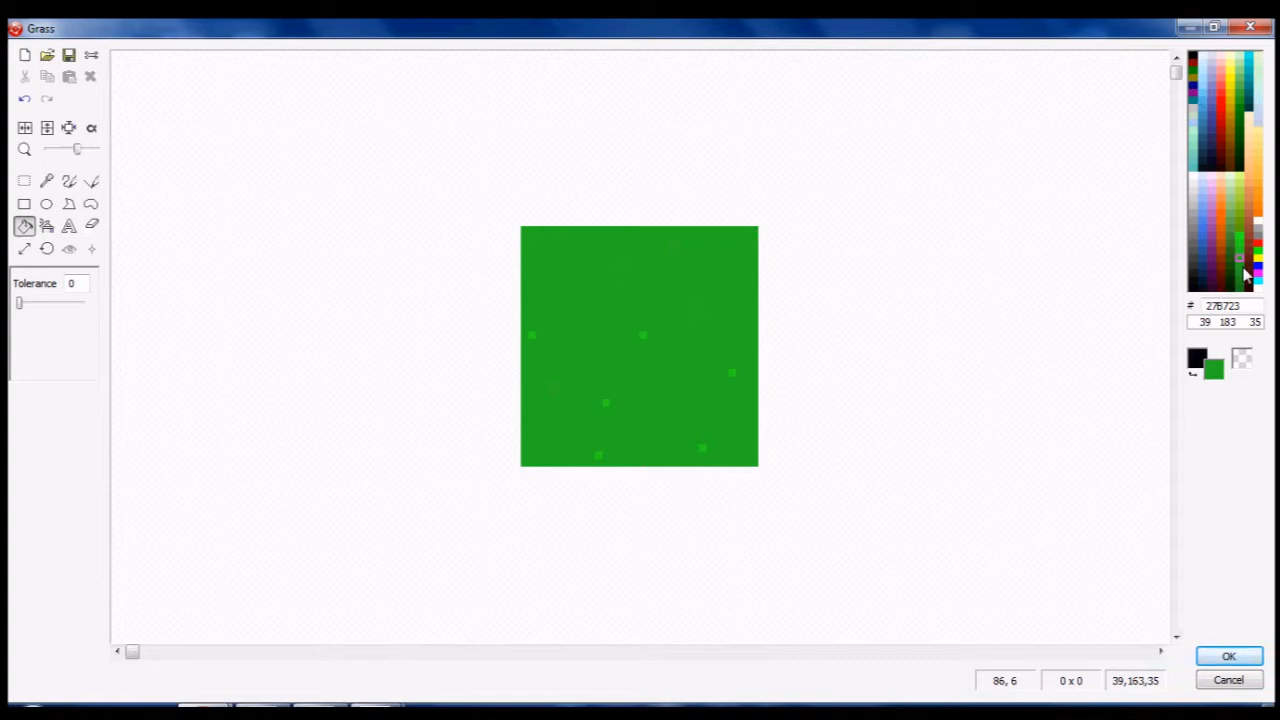 Grass
Tolerance 0
# 27B723
39 183 35
OK
Cancel
86, 6
0 x 0
39,163,35